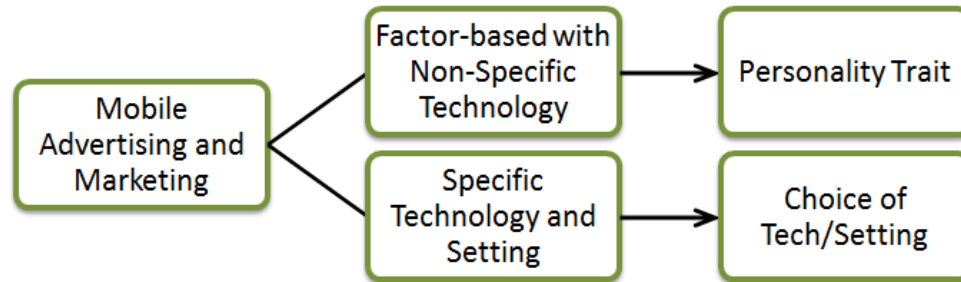 Mobile
Advertising and
Marketing
Factor-based with
Non-Specific
Technology
Personality Trait
Specific
Technology and
Setting
Choice of
Tech/Setting